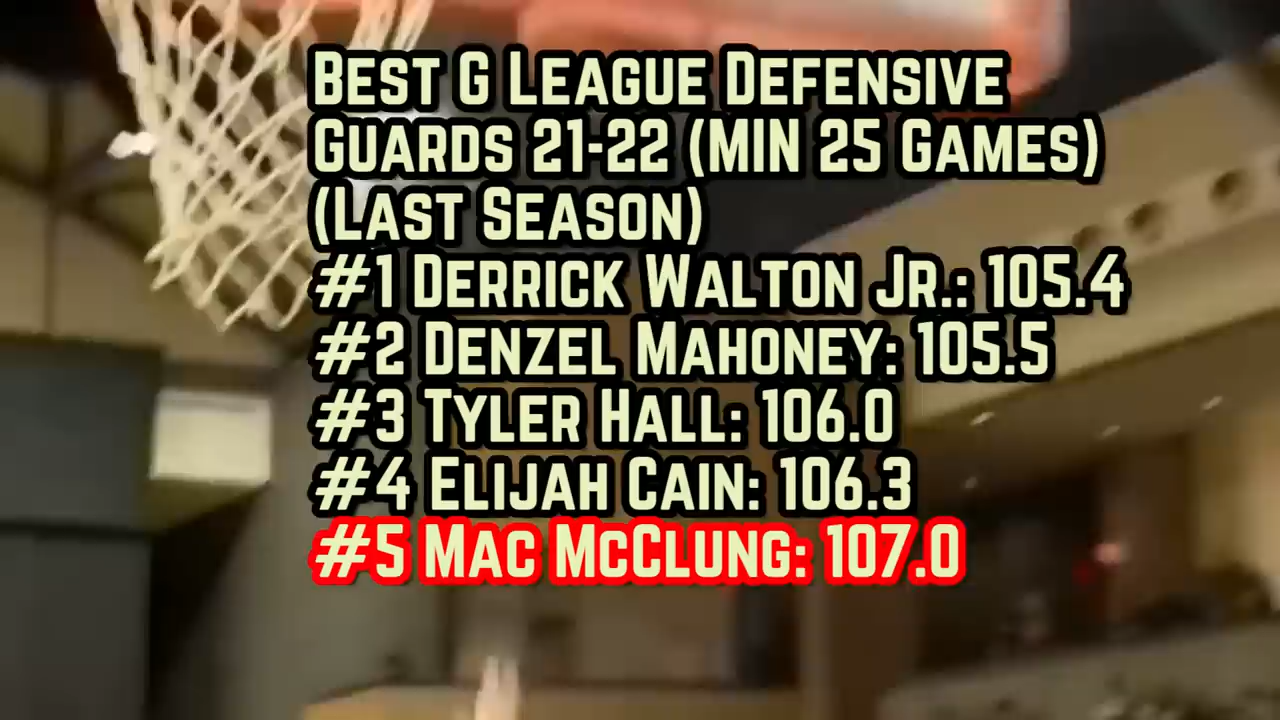 Best G League Defensive
Guards 21-22 (MIN 25 Games)
(Last Season)
#1 Derrick Walton Jr.: 105.4
#2 Denzel Mahoney: 105.5
#3 Tyler Hall: 106.0
#4 Elijah Cain: 106.3
#5 Mac McClung: 107.0